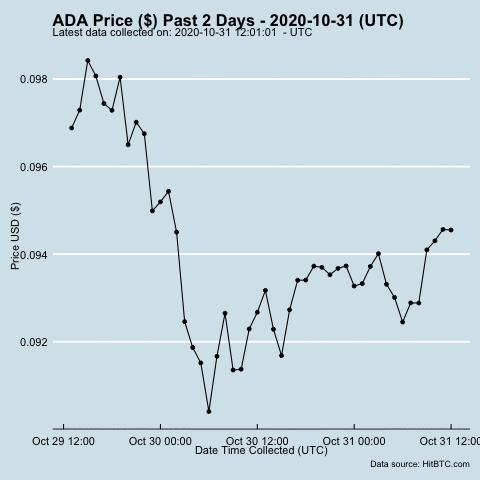 ADA Price ($) Past 2 Days - 2020-10-31 (UTC)
Latest data collected on: 2020-10-31 12:01:01 - UTC
0.098
0.096
0.094
0.092
Price USD ($)
Oct 29 12:00 Oct 30 00:00 Oct 30 12:00 Oct 31 00:00 Oct 31 12:00
Date Time Collected (UTC)
Data source: HitBTC.com